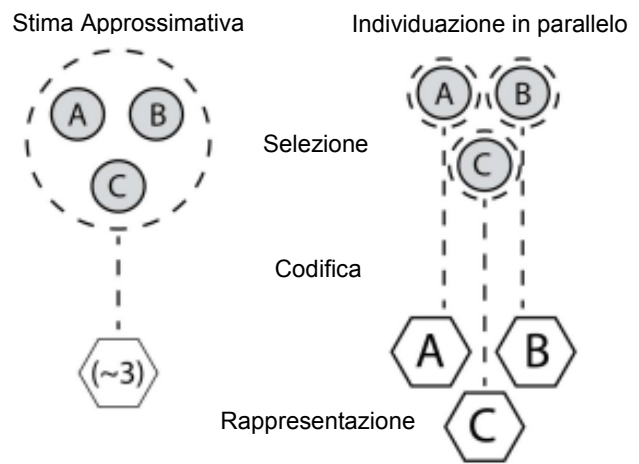 Stima Approssimativa
Individuazione in parallelo
A B
C
A B
C
Selezione
Codifica
(~3)
A B
C
Rappresentazione